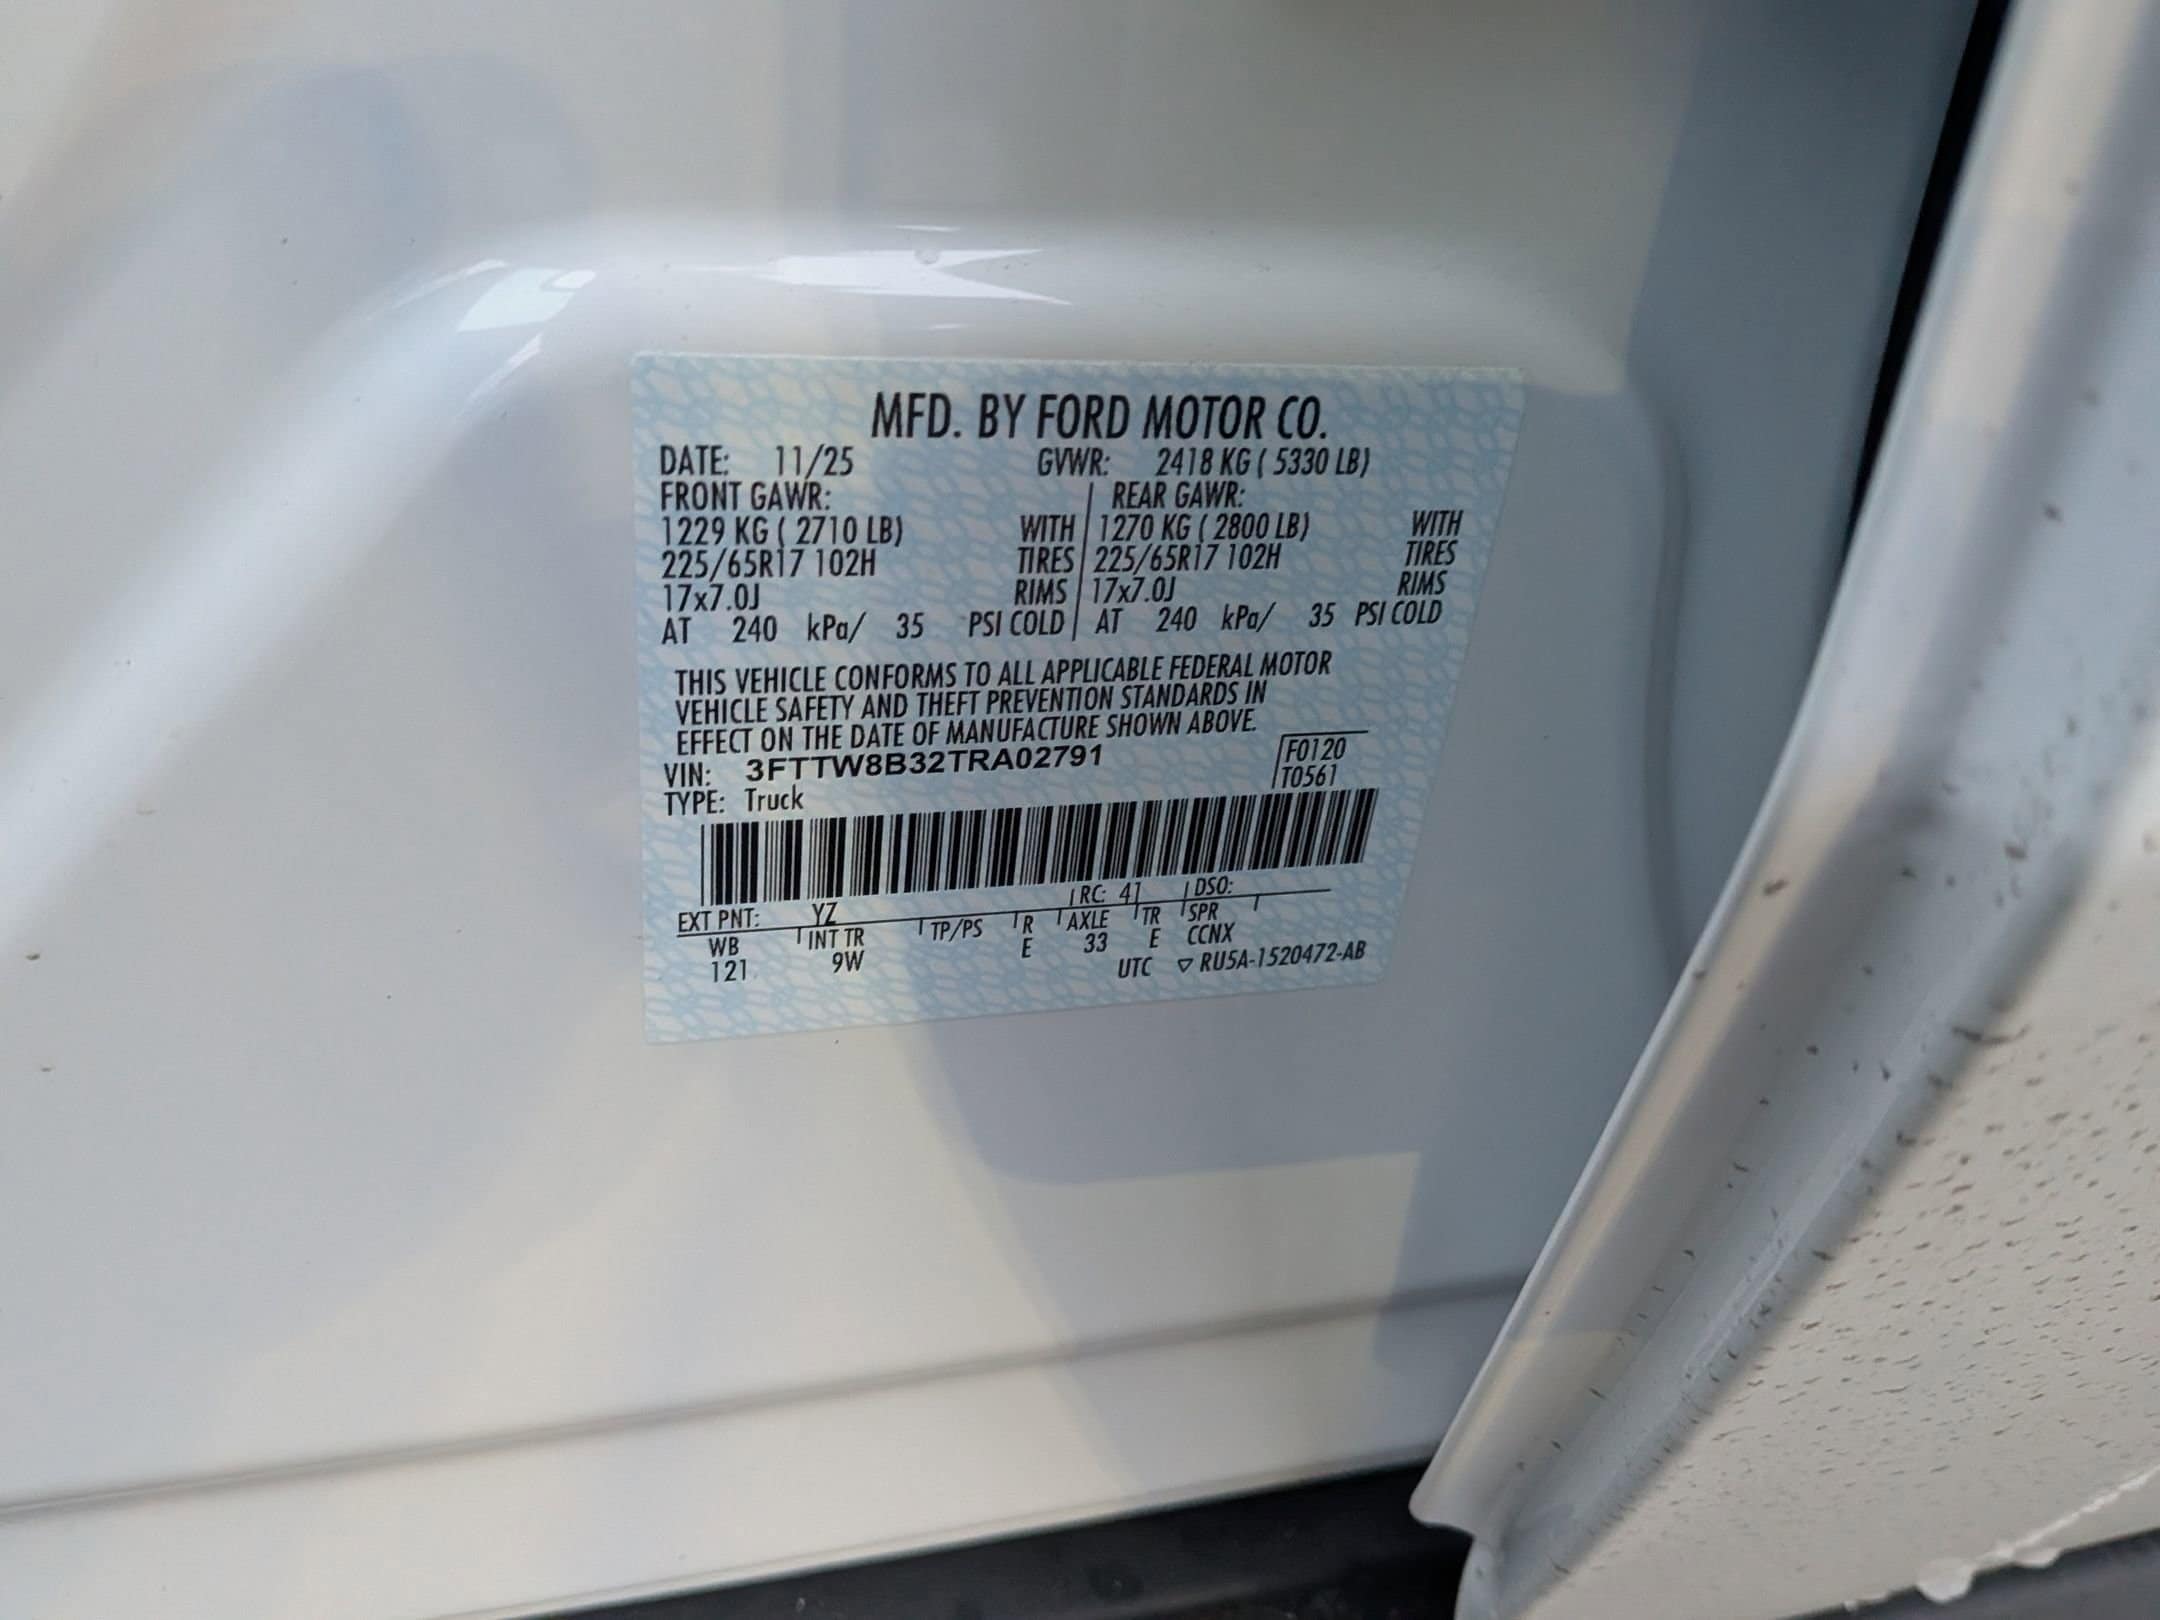 MFD. BY FORD MOTOR CO.
DATE: 11/25 GVWR: 2418 KG ( 5330 LB)
FRONT GAWR: REAR GAWR:
1229 KG ( 2710 LB) WITH 1270 KG ( 2800 LB) WITH
225/65R17 102H TIRES 225/65R17 102H TIRES
17x7.0J RIMS 17x7.0J RIMS
AT 240 kPa/ 35 PSI COLD AT 240 kPa/ 35 PSI COLD
THIS VEHICLE CONFORMS TO ALL APPLICABLE FEDERAL MOTOR
VEHICLE SAFETY AND THEFT PREVENTION STANDARDS IN
EFFECT ON THE DATE OF MANUFACTURE SHOWN ABOVE.
VIN: 3FTTW8B32TRA02791 F0120
TYPE: Truck T0561
EXT PNT: YZ RC: 41 DSO:
WB INT TR TP/PS R AXLE TR SPR
121 9W E 33 E CCNX
UTC ▽ RU5A-1520472-AB